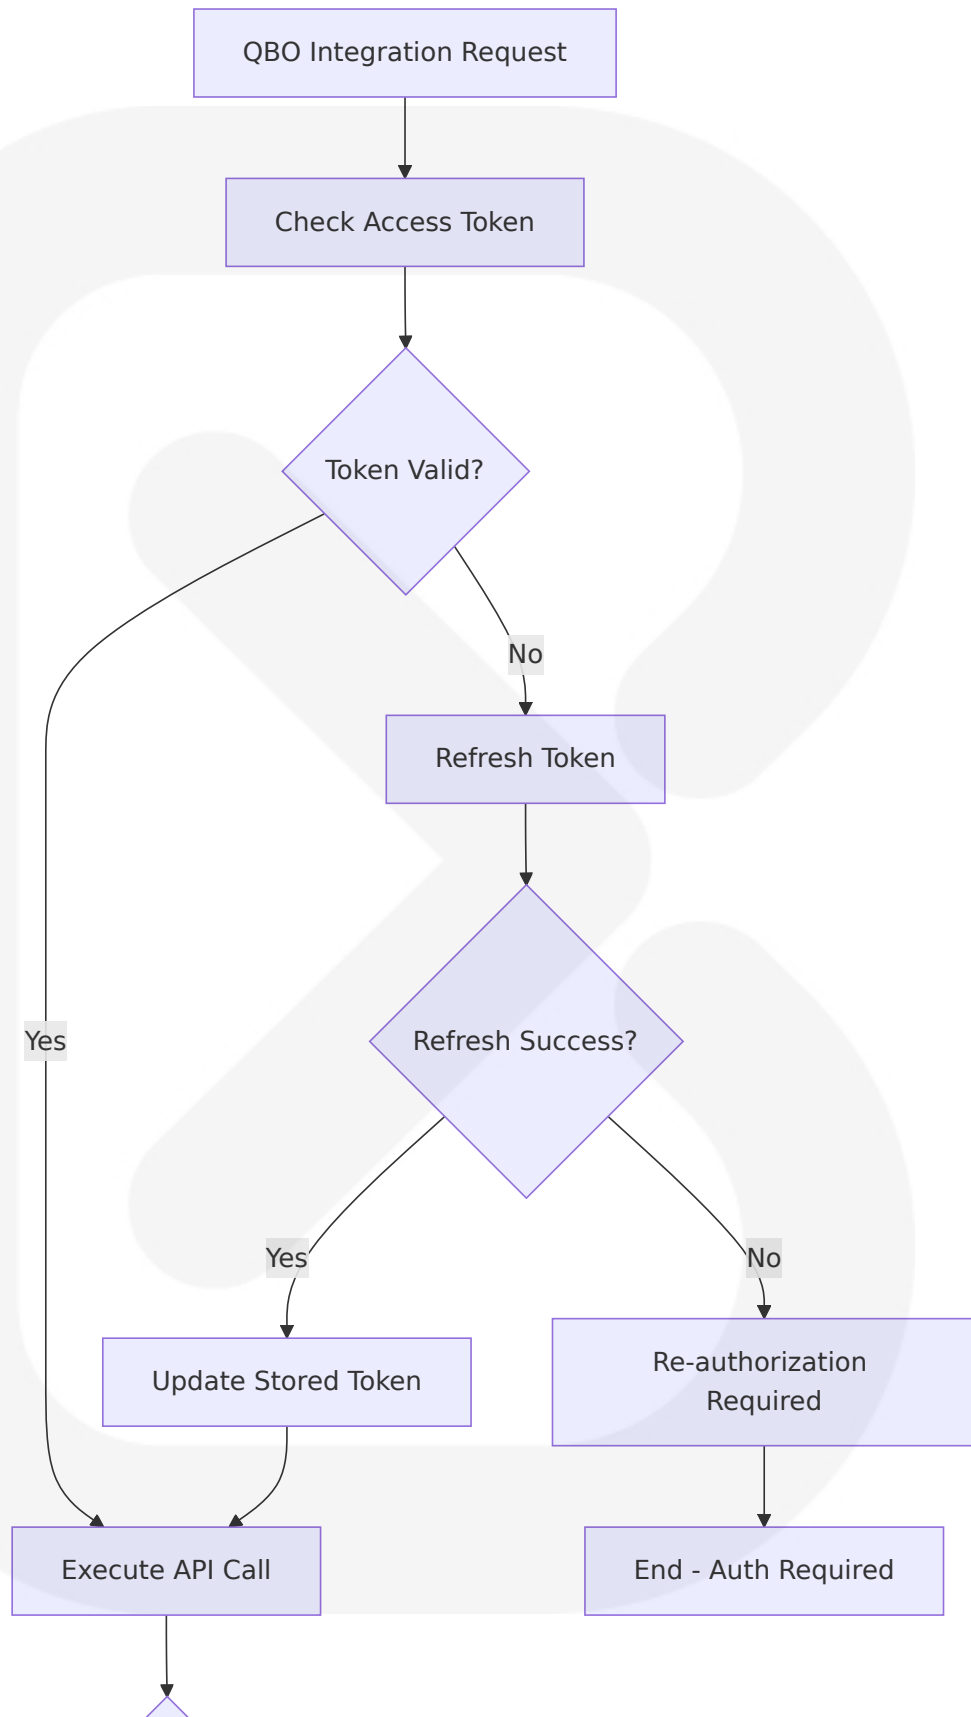 QBO Integration Request
Check Access Token
Token Valid?
No
Refresh Token
Yes
Refresh Success?
Yes
No
Update Stored Token
Re-authorization
Required
Execute API Call
End - Auth Required